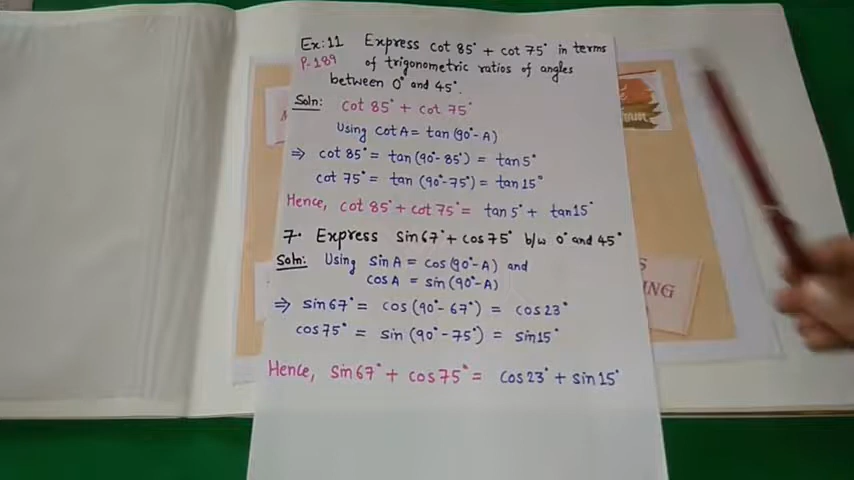 Ex:11 Express cot 85° + cot 75° in terms
P-189 of trigonometric ratios of angles
between 0° and 45°.
Soln: cot 85° + cot 75°
Using cot A = tan (90°- A)
⇒ cot 85° = tan (90°- 85°) = tan 5°
cot 75° = tan (90°- 75°) = tan 15°
Hence, cot 85° + cot 75° = tan 5° + tan 15°
7. Express sin 67° + cos 75° b/w 0° and 45°
Soln: Using sin A = cos (90°- A) and
cos A = sin (90°- A)
⇒ sin 67° = cos (90°- 67°) = cos 23°
cos 75° = sin (90°- 75°) = sin 15°
Hence, sin 67° + cos 75° = cos 23° + sin 15°